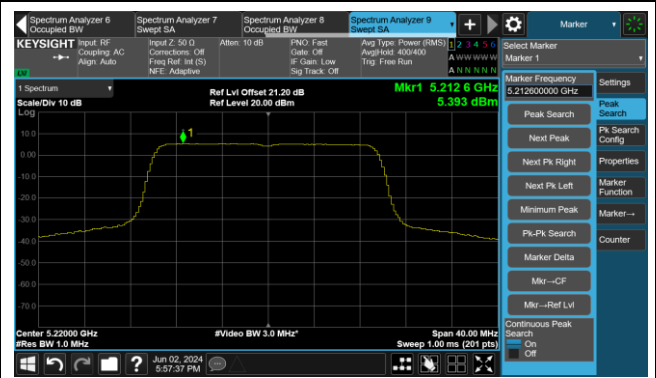 Spectrum Analyzer 6
Occupied BW
Spectrum Analyzer 7
Swept SA
Spectrum Analyzer 8
Occupied BW
Spectrum Analyzer 9
Swept SA
Marker
KEYSIGHT
Input: RF
Coupling: AC
Align: Auto
Input Z: 50 Ω
Corrections: Off
Freq Ref: Int (S)
NFE: Adaptive
Atten: 10 dB
PNO: Fast
Gate: Off
IF Gain: Low
Sig Track: Off
Avg Type: Power (RMS)
Avg|Hold: 400/400
Trig: Free Run
1 2 3 4 5 6
A W W W W W
A N N N N N
Select Marker
Marker 1
1 Spectrum
Scale/Div 10 dB
Log
Ref Lvl Offset 21.20 dB
Ref Level 20.00 dBm
Mkr1 5.212 6 GHz
5.393 dBm
10.0
0.00
-10.0
-20.0
-30.0
-40.0
-50.0
-60.0
-70.0
1
Center 5.22000 GHz
#Res BW 1.0 MHz
#Video BW 3.0 MHz*
Span 40.00 MHz
Sweep 1.00 ms (201 pts)
Marker Frequency
5.212600000 GHz
Peak Search
Next Peak
Next Pk Right
Next Pk Left
Minimum Peak
Pk-Pk Search
Marker Delta
Mkr→CF
Mkr→Ref Lvl
Continuous Peak
Search
On
Off
Settings
Peak
Search
Pk Search
Config
Properties
Marker
Function
Marker→
Counter
Jun 02, 2024
5:57:37 PM